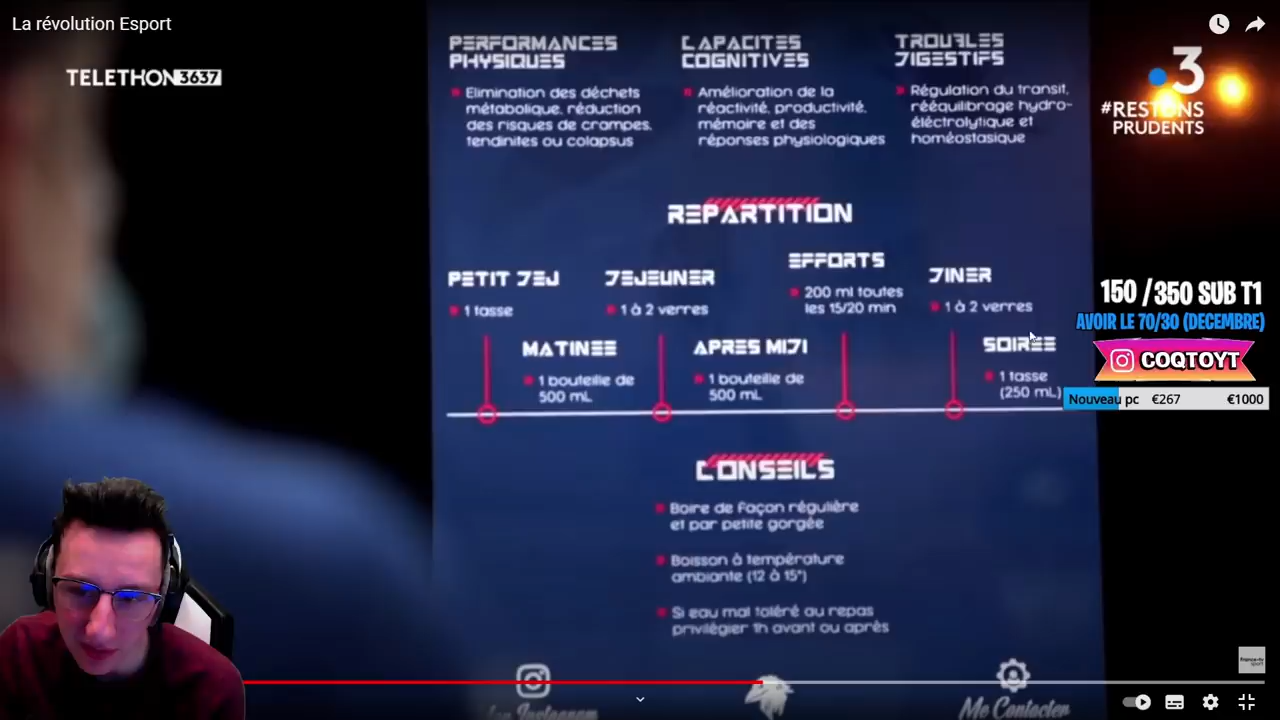 La révolution Esport
TELETHON 3637
3
#RESTONS
PRUDENTS
PERFORMANCES
PHYSIQUES
Elimination des déchets
métabolique, réduction
des risques de crampes,
tendinites ou colapsus
CAPACITES
COGNITIVES
Amélioration de la
réactivité, productivité,
mémoire et des
réponses physiologiques
TROUBLES
DIGESTIFS
Régulation du transit,
rééquilibrage hydro-
éléctrolytique et
homéostasique
REPARTITION
PETIT DEJ
1 tasse
MATINEE
1 bouteille de
500 mL
DEJEUNER
1 à 2 verres
APRES MIDI
1 bouteille de
500 mL
EFFORTS
200 ml toutes
les 15/20 min
DINER
1 à 2 verres
SOIREE
1 tasse
(250 mL)
CONSEILS
Boire de façon régulière
et par petite gorgée
Boisson à température
ambiante (12 à 15°)
Si eau mal toléré au repas
privilégier 1h avant ou après
Instagram
Me Contacter
150 /350 SUB T1
AVOIR LE 70/30 (DECEMBRE)
COQTOYT
Nouveau pc €267 €1000